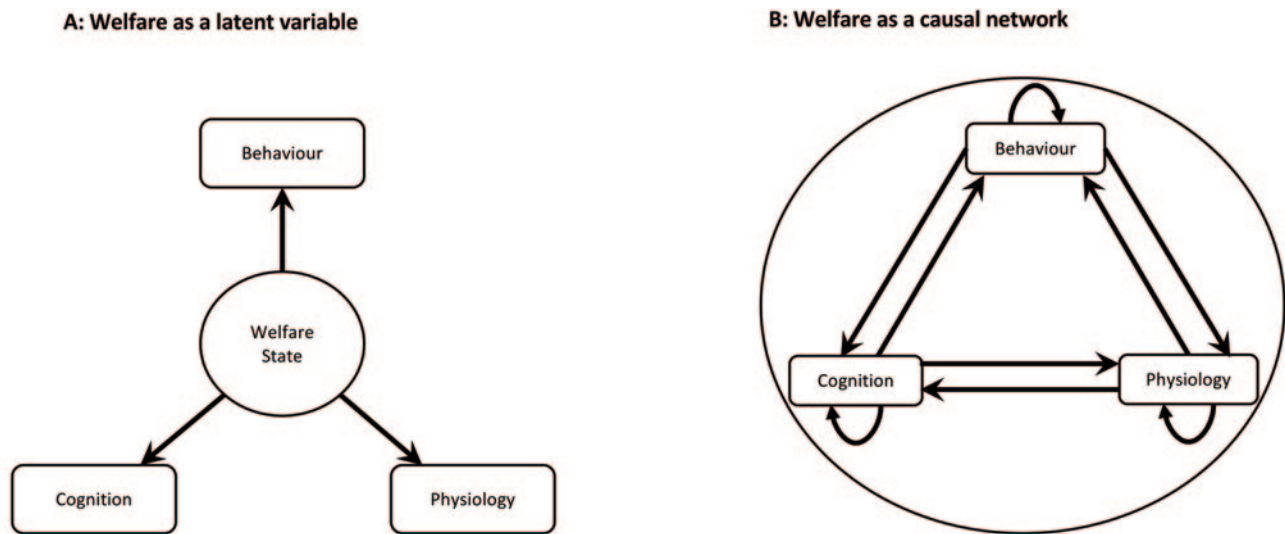 A: Welfare as a latent variable
Behaviour
Welfare
State
Cognition
Physiology
B: Welfare as a causal network
Behaviour
Cognition
Physiology